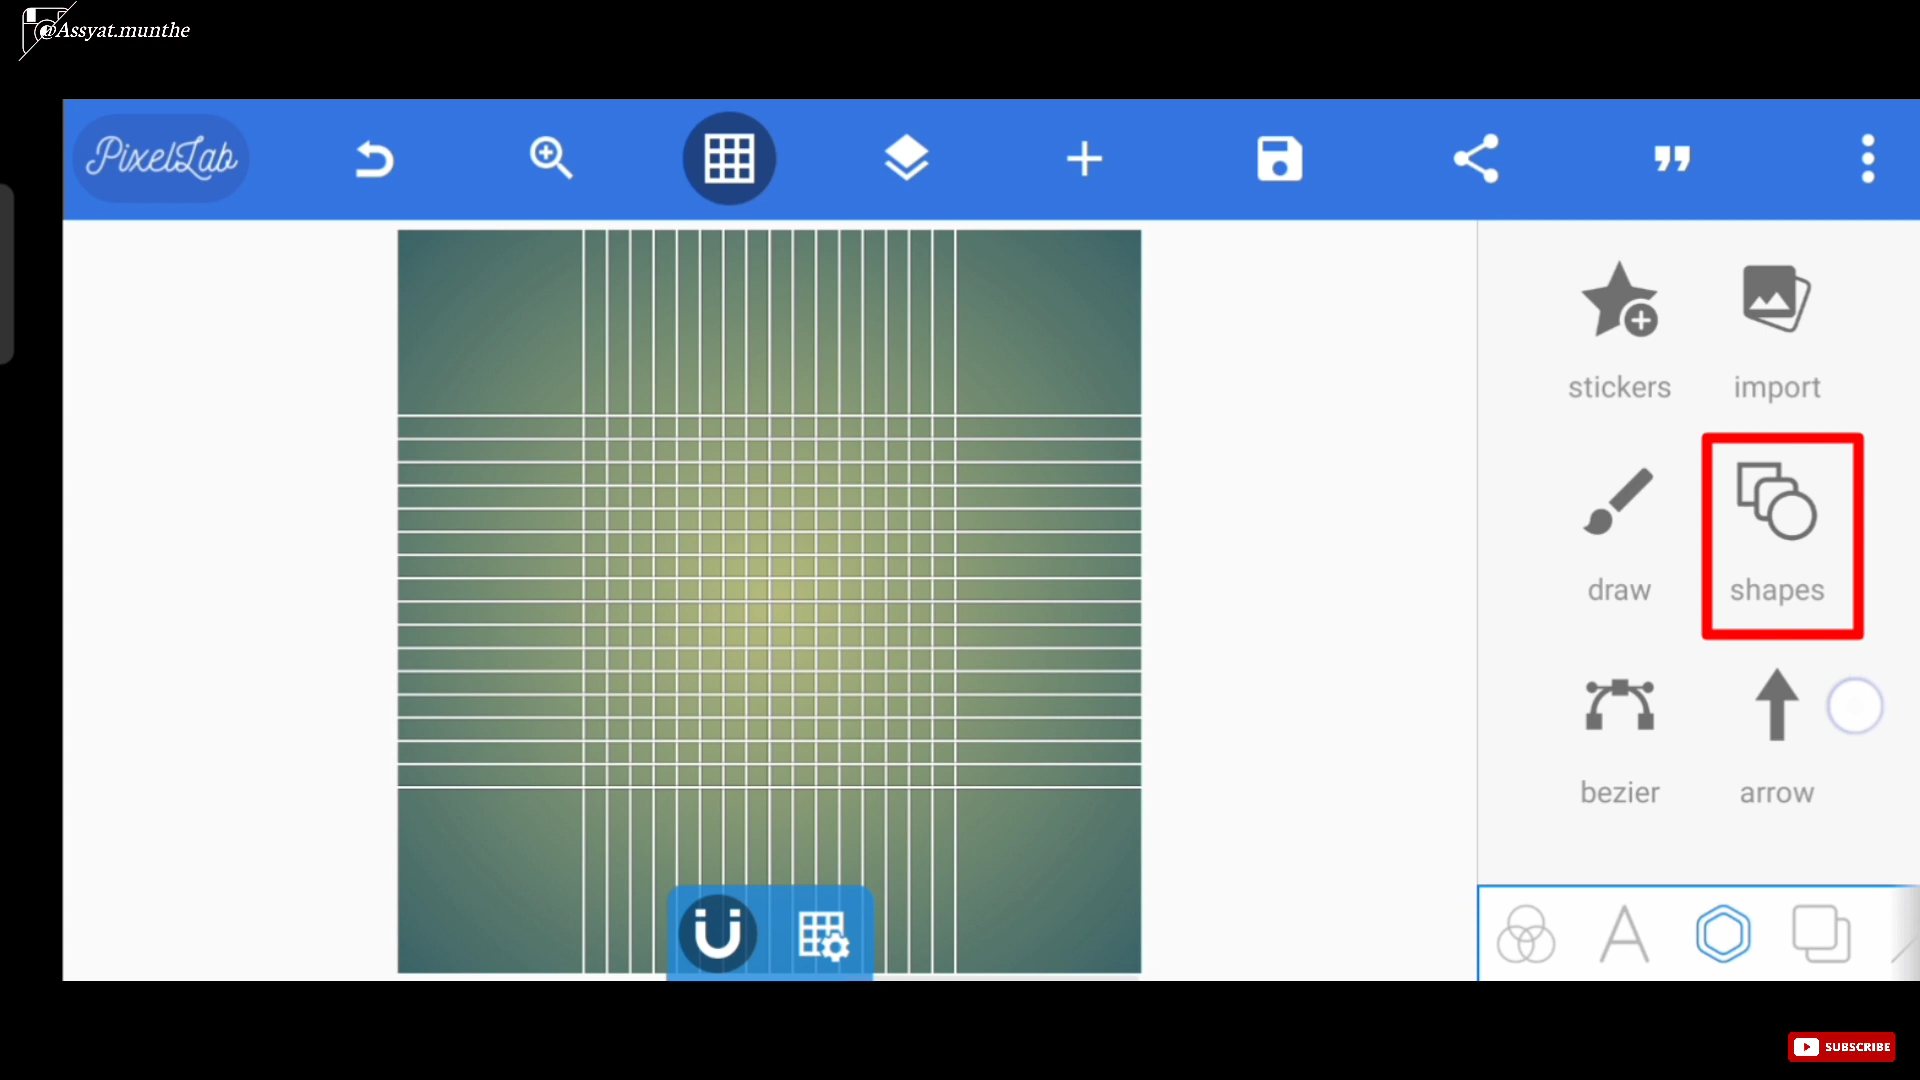 @Assyat.munthe
PixelLab
stickers
import
draw
shapes
bezier
arrow
SUBSCRIBE